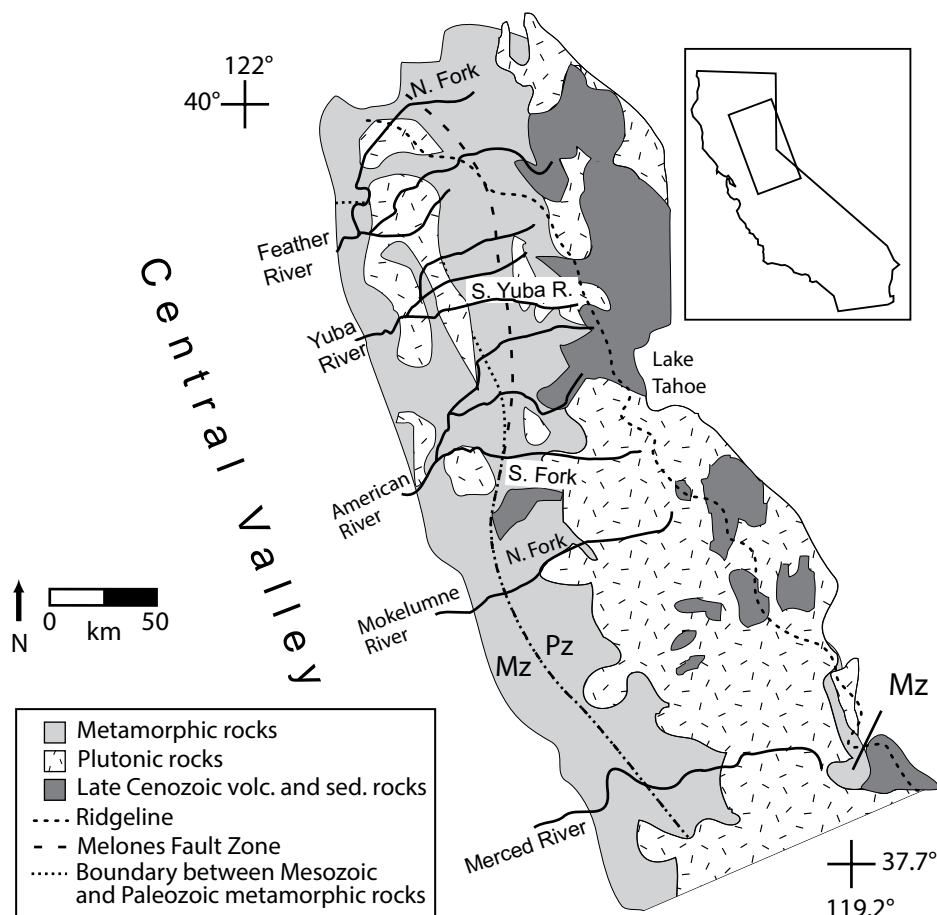 122°
40°
N. Fork
Feather
River
Central Valley
S. Yuba R.
Yuba
River
Lake
Tahoe
American
River
S. Fork
N. Fork
Mokelumne
River
N
0
50
km
Mz
Pz
Mz
Metamorphic rocks
Plutonic rocks
Late Cenozoic volc. and sed. rocks
Ridgeline
Melones Fault Zone
Boundary between Mesozoic
and Paleozoic metamorphic rocks
Merced River
37.7°
119.2°